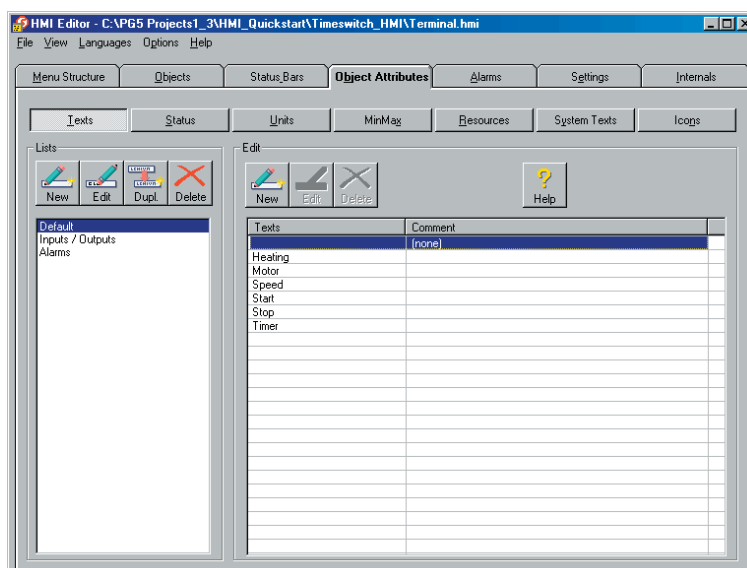 HMI Editor - C:\PG5 Projects1_3\HMI_Quickstart\Timeswitch_HMI\Terminal.hmi
File View Languages Options Help
Menu Structure Objects Status Bars Object Attributes Alarms Settings Internals
Texts Status Units MinMax Resources System Texts Icons
Lists
New Edit Dupl. Delete
Default
Inputs / Outputs
Alarms
Edit
New Edit Delete Help
Texts Comment
(none)
Heating
Motor
Speed
Start
Stop
Timer